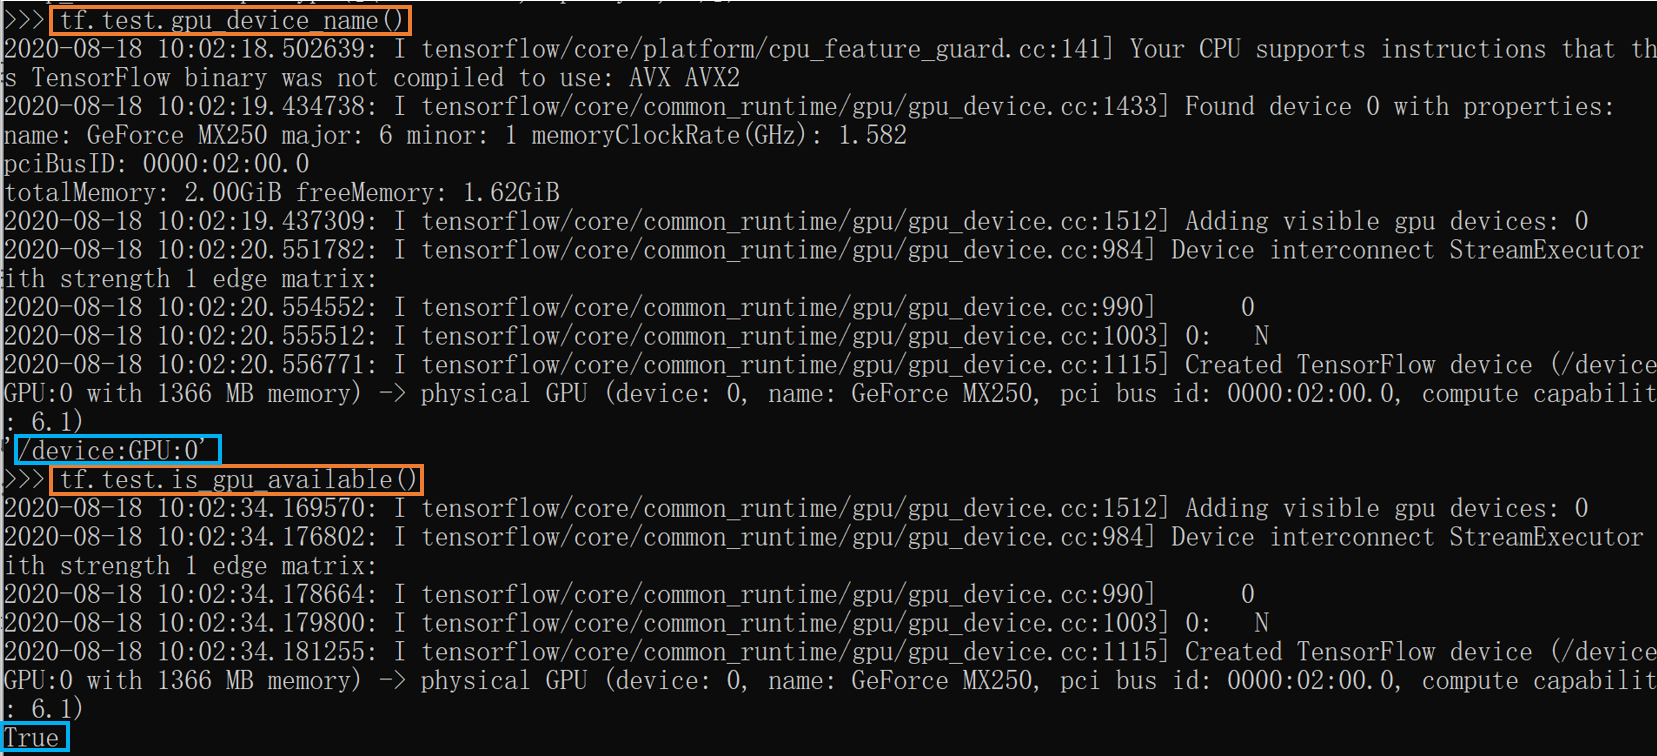 >>> tf.test.gpu_device_name()
2020-08-18 10:02:18.502639: I tensorflow/core/platform/cpu_feature_guard.cc:141] Your CPU supports instructions that th
s TensorFlow binary was not compiled to use: AVX AVX2
2020-08-18 10:02:19.434738: I tensorflow/core/common_runtime/gpu/gpu_device.cc:1433] Found device 0 with properties:
name: GeForce MX250 major: 6 minor: 1 memoryClockRate(GHz): 1.582
pciBusID: 0000:02:00.0
totalMemory: 2.00GiB freeMemory: 1.62GiB
2020-08-18 10:02:19.437309: I tensorflow/core/common_runtime/gpu/gpu_device.cc:1512] Adding visible gpu devices: 0
2020-08-18 10:02:20.551782: I tensorflow/core/common_runtime/gpu/gpu_device.cc:984] Device interconnect StreamExecutor
ith strength 1 edge matrix:
2020-08-18 10:02:20.554552: I tensorflow/core/common_runtime/gpu/gpu_device.cc:990]      0
2020-08-18 10:02:20.555512: I tensorflow/core/common_runtime/gpu/gpu_device.cc:1003] 0:   N
2020-08-18 10:02:20.556771: I tensorflow/core/common_runtime/gpu/gpu_device.cc:1115] Created TensorFlow device (/device
GPU:0 with 1366 MB memory) -> physical GPU (device: 0, name: GeForce MX250, pci bus id: 0000:02:00.0, compute capabilit
: 6.1)
'/device:GPU:0'
>>> tf.test.is_gpu_available()
2020-08-18 10:02:34.169570: I tensorflow/core/common_runtime/gpu/gpu_device.cc:1512] Adding visible gpu devices: 0
2020-08-18 10:02:34.176802: I tensorflow/core/common_runtime/gpu/gpu_device.cc:984] Device interconnect StreamExecutor
ith strength 1 edge matrix:
2020-08-18 10:02:34.178664: I tensorflow/core/common_runtime/gpu/gpu_device.cc:990]      0
2020-08-18 10:02:34.179800: I tensorflow/core/common_runtime/gpu/gpu_device.cc:1003] 0:   N
2020-08-18 10:02:34.181255: I tensorflow/core/common_runtime/gpu/gpu_device.cc:1115] Created TensorFlow device (/device
GPU:0 with 1366 MB memory) -> physical GPU (device: 0, name: GeForce MX250, pci bus id: 0000:02:00.0, compute capabilit
: 6.1)
True